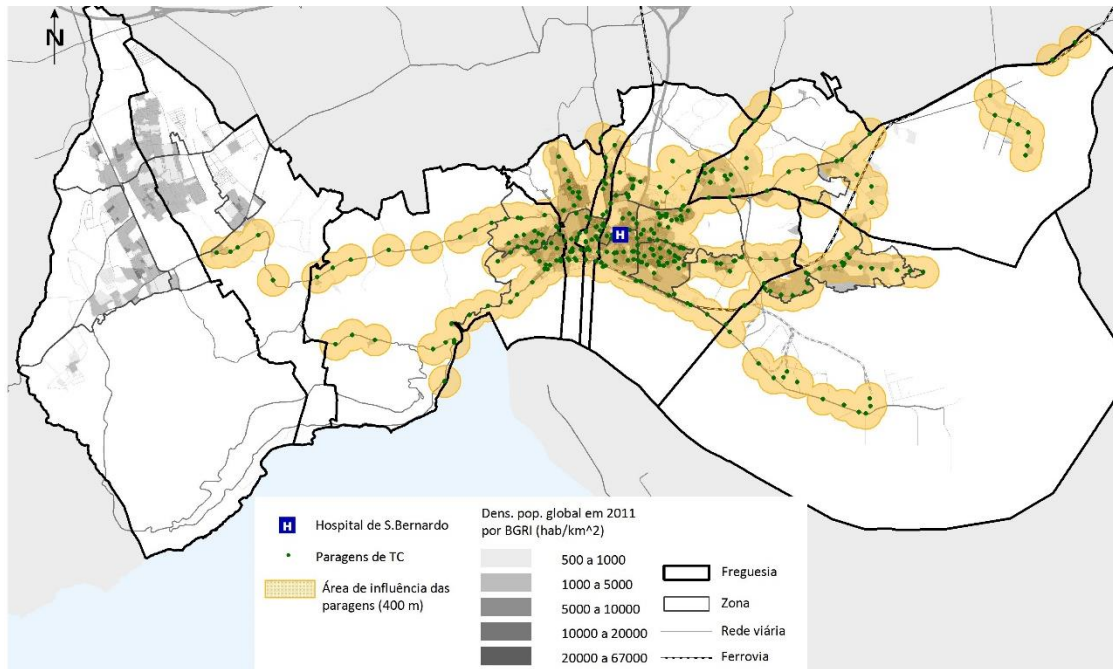 N
H
H
Hospital de S.Bernardo
Paragens de TC
Área de influência das
paragens (400 m)
Dens. pop. global em 2011
por BGRI (hab/km^2)
500 a 1000
1000 a 5000
5000 a 10000
10000 a 20000
20000 a 67000
Freguesia
Zona
Rede viária
Ferrovia